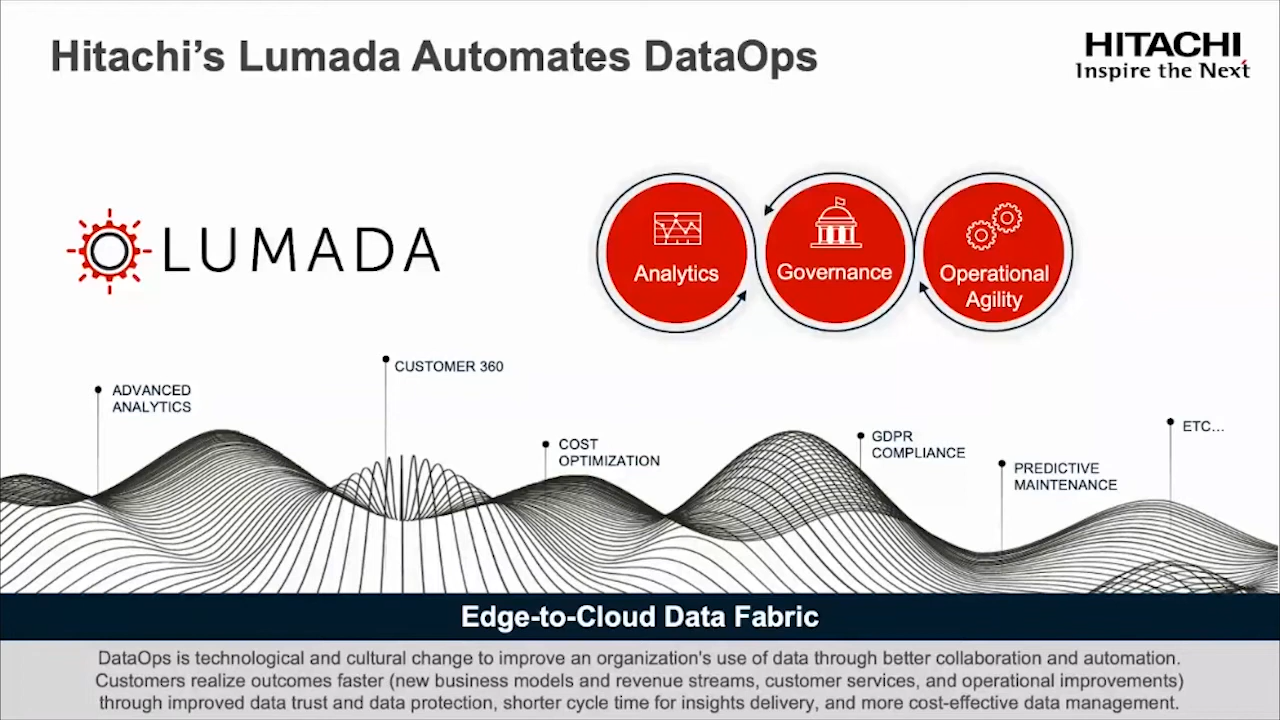 Hitachi's Lumada Automates DataOps
HITACHI
Inspire the Next
LUMADA
Analytics
Governance
Operational
Agility
ADVANCED
ANALYTICS
CUSTOMER 360
COST
OPTIMIZATION
GDPR
COMPLIANCE
PREDICTIVE
MAINTENANCE
ETC...
Edge-to-Cloud Data Fabric
DataOps is technological and cultural change to improve an organization's use of data through better collaboration and automation.
Customers realize outcomes faster (new business models and revenue streams, customer services, and operational improvements)
through improved data trust and data protection, shorter cycle time for insights delivery, and more cost-effective data management.